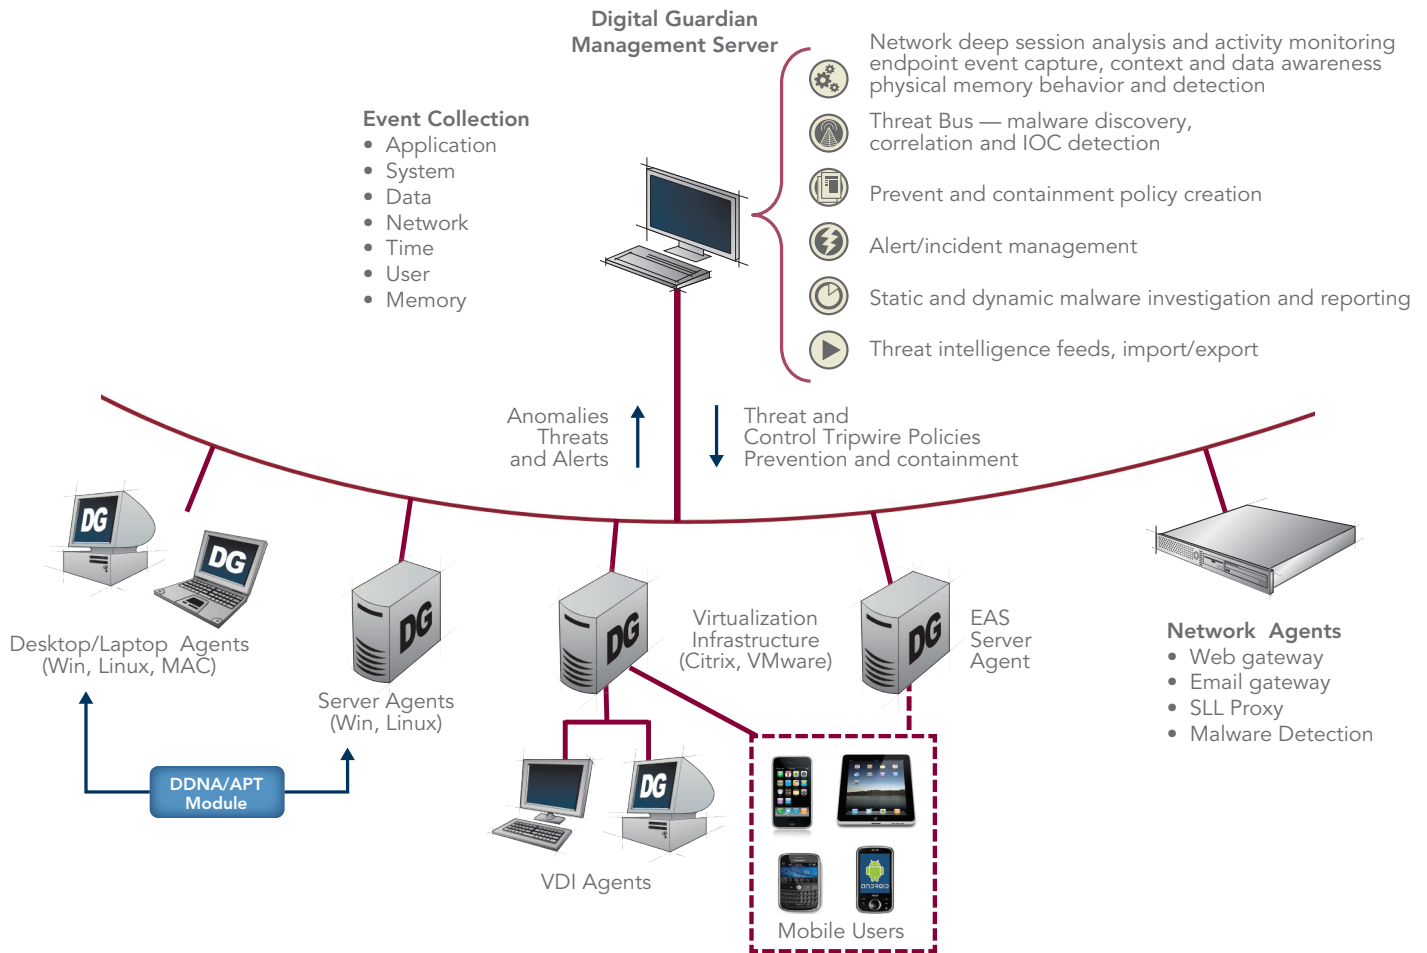 Digital Guardian
Management Server
Network deep session analysis and activity monitoring
endpoint event capture, context and data awareness
physical memory behavior and detection
Threat Bus — malware discovery,
correlation and IOC detection
Prevent and containment policy creation
Alert/incident management
Static and dynamic malware investigation and reporting
Threat intelligence feeds, import/export
Event Collection
• Application
• System
• Data
• Network
• Time
• User
• Memory
Anomalies
Threats
and Alerts
Threat and
Control Tripwire Policies
Prevention and containment
DG
DG
Desktop/Laptop Agents
(Win, Linux, MAC)
DG
Server Agents
(Win, Linux)
DDNA/APT
Module
DG
Virtualization
Infrastructure
(Citrix, VMware)
DG
VDI Agents
DG
EAS
Server
Agent
ANDROID
Mobile Users
Network Agents
• Web gateway
• Email gateway
• SLL Proxy
• Malware Detection